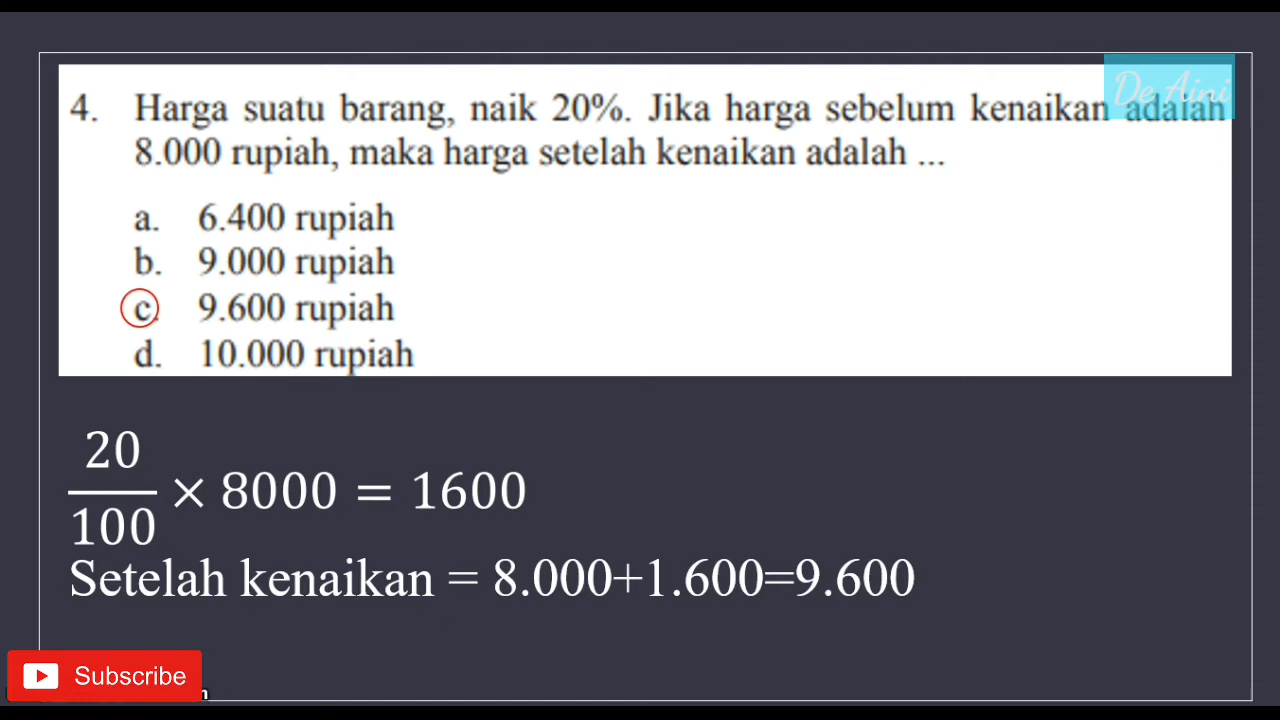 De Aini
4. Harga suatu barang, naik 20%. Jika harga sebelum kenaikan adalah
8.000 rupiah, maka harga setelah kenaikan adalah ...
a. 6.400 rupiah
b. 9.000 rupiah
c. 9.600 rupiah
d. 10.000 rupiah
20/100 × 8000 = 1600
Setelah kenaikan = 8.000+1.600=9.600
Subscribe